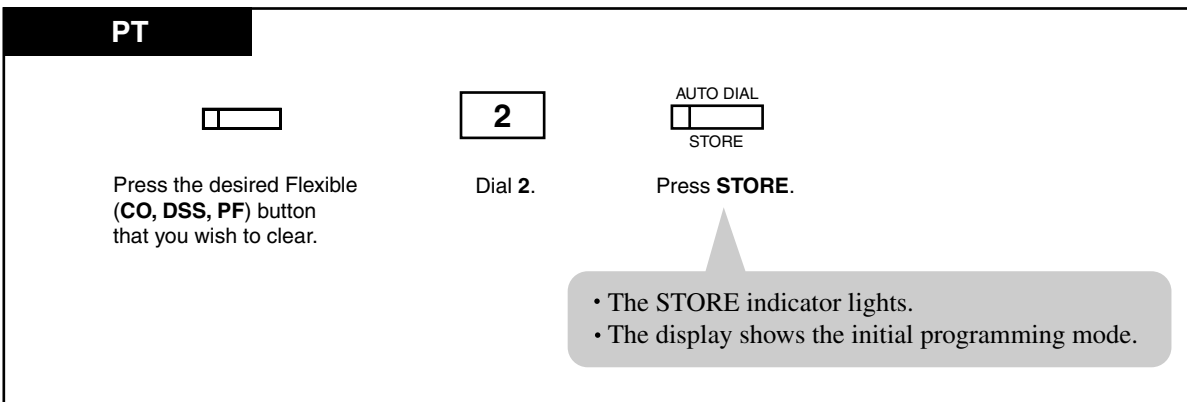 PT
2
AUTO DIAL
STORE
Press the desired Flexible
(CO, DSS, PF) button
that you wish to clear.
Dial 2.
Press STORE.
• The STORE indicator lights.
• The display shows the initial programming mode.